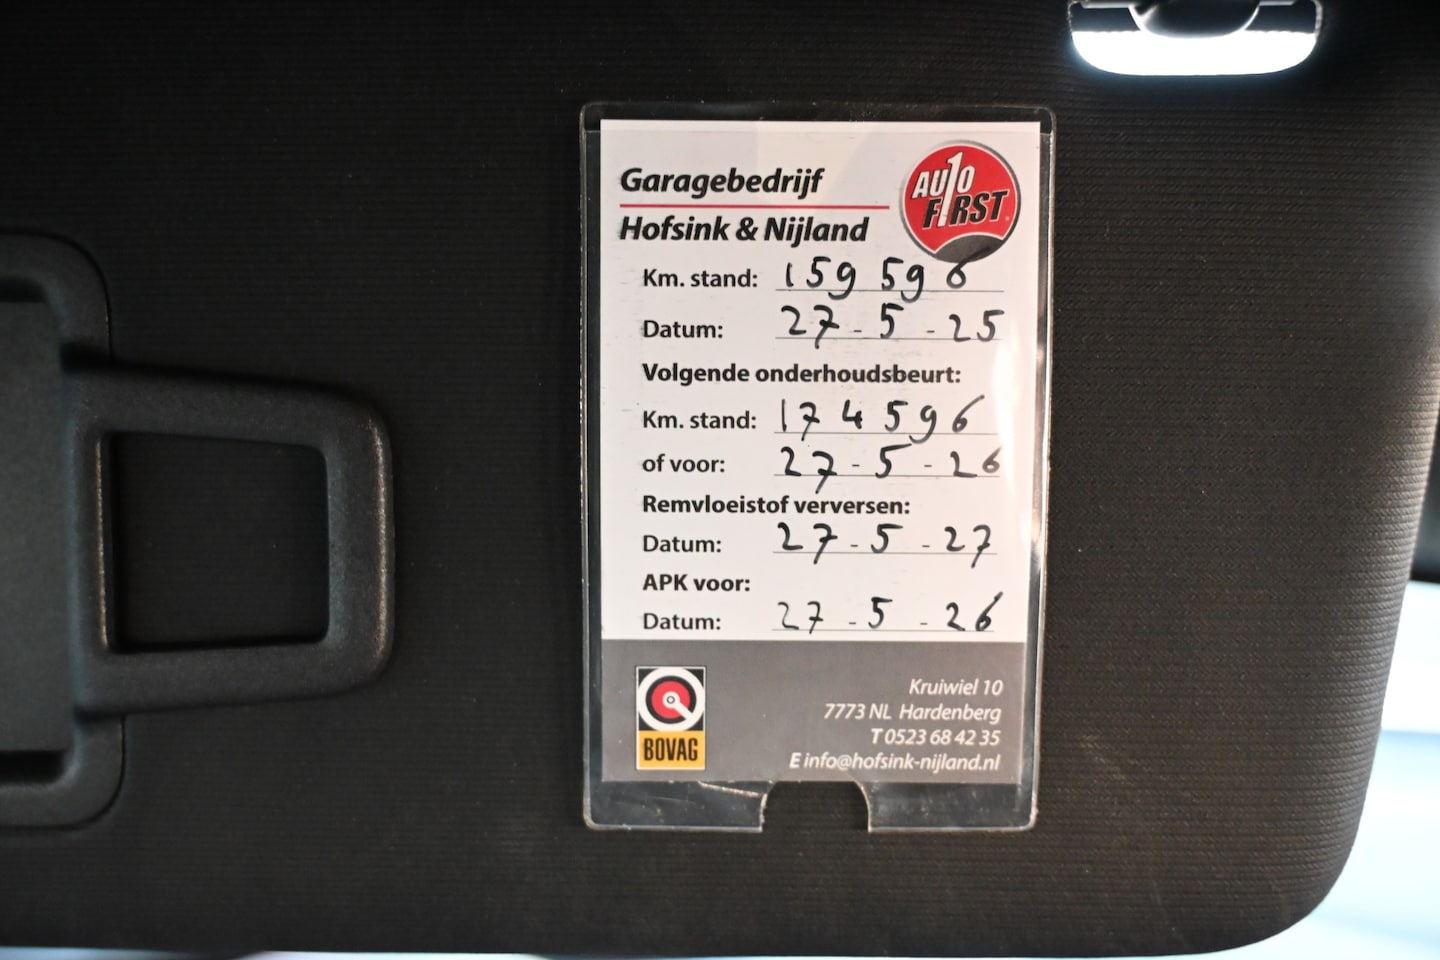 Garagebedrijf
Hofsink & Nijland
AUTO
FIRST
Km. stand: 159 596
Datum: 27-5-25
Volgende onderhoudsbeurt:
Km. stand: 174596
of voor: 27-5-26
Remvloeistof verversen:
Datum: 27-5-27
APK voor:
Datum: 27-5-26
BOVAG
Kruiwiel 10
7773 NL Hardenberg
T 0523 68 42 35
E info@hofsink-nijland.nl